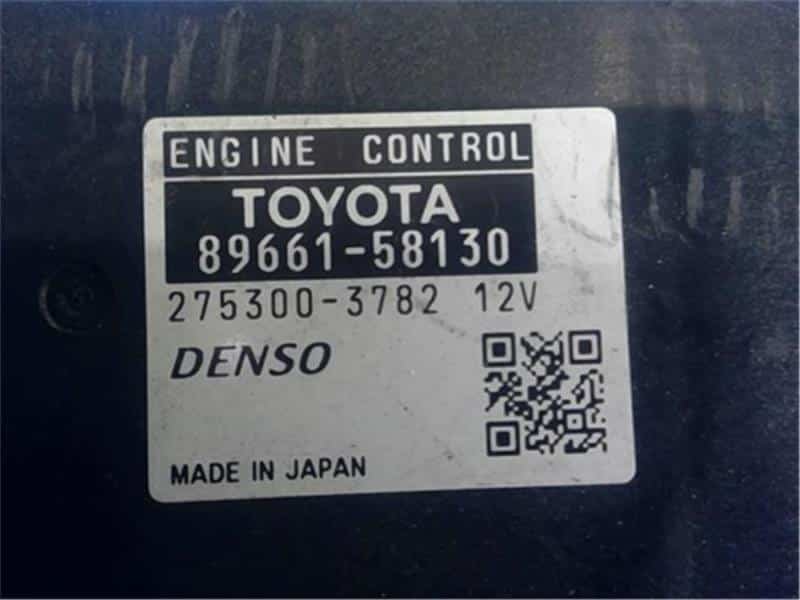 ENGINE CONTROL
TOYOTA
89661-58130
275300-3782 12V
DENSO
MADE IN JAPAN